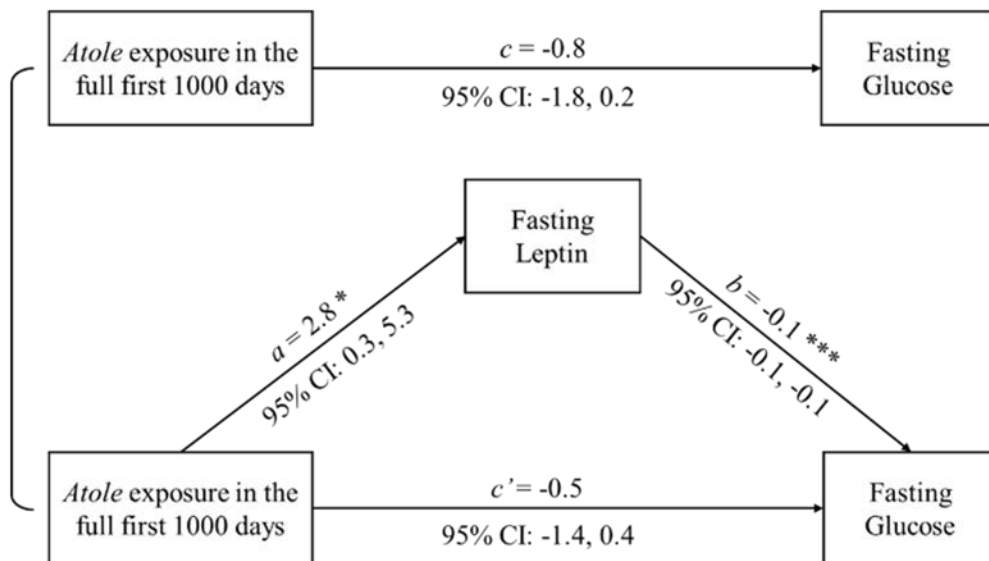 Atole exposure in the
full first 1000 days
c = -0.8
95% CI: -1.8, 0.2
Fasting
Glucose
Fasting
Leptin
a = 2.8 *
95% CI: 0.3, 5.3
b = -0.1 ***
95% CI: -0.1, -0.1
Atole exposure in the
full first 1000 days
c’ = -0.5
95% CI: -1.4, 0.4
Fasting
Glucose